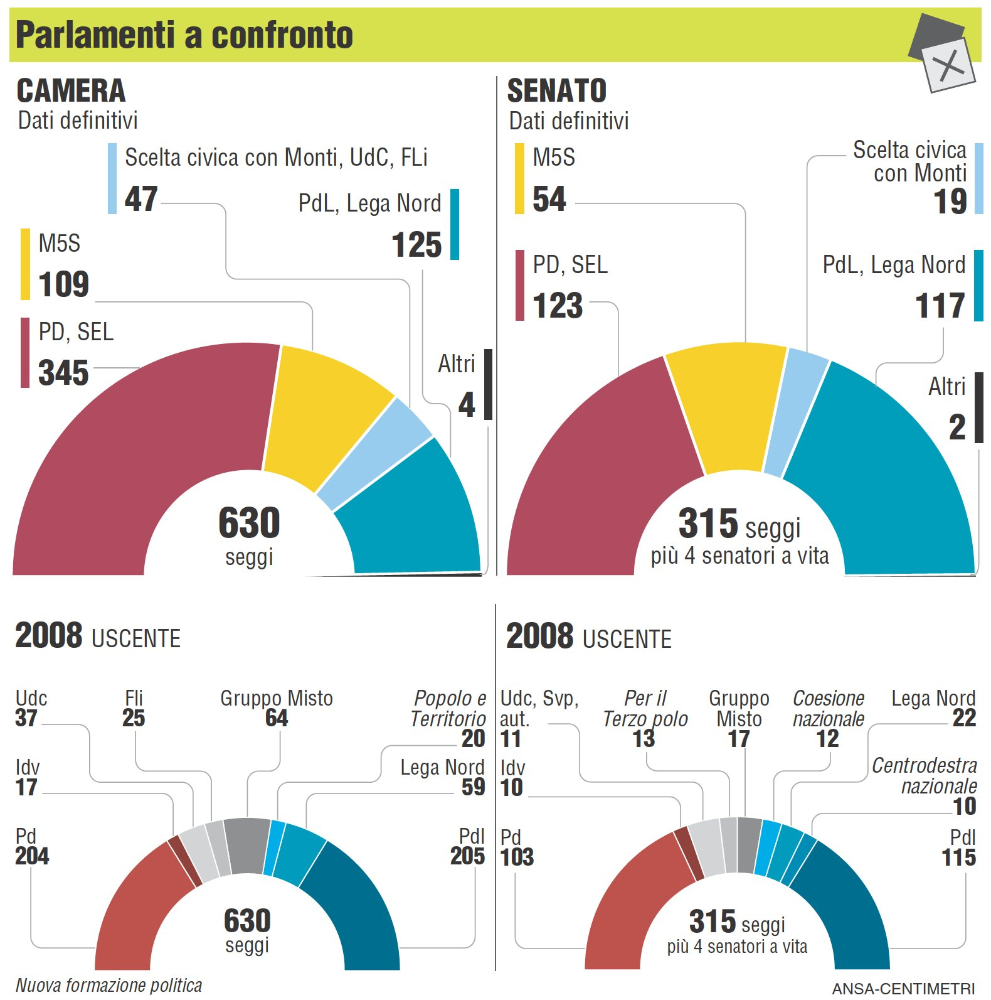 Parlamenti a confronto
CAMERA
Dati definitivi
Scelta civica con Monti, UdC, FLi
47
PdL, Lega Nord
125
M5S
109
PD, SEL
345
Altri
4
630
seggi
SENATO
Dati definitivi
M5S
54
Scelta civica
con Monti
19
PD, SEL
123
PdL, Lega Nord
117
Altri
2
315 seggi
più 4 senatori a vita
2008 USCENTE
Udc
37
Fli
25
Gruppo Misto
64
Popolo e
Territorio
20
Idv
17
Lega Nord
59
Pd
204
Pdl
205
630
seggi
Nuova formazione politica
2008 USCENTE
Udc, Svp,
aut.
11
Per il
Terzo polo
13
Gruppo
Misto
17
Coesione
nazionale
12
Lega Nord
22
Idv
10
Centrodestra
nazionale
10
Pd
103
Pdl
115
315 seggi
più 4 senatori a vita
ANSA-CENTIMETRI